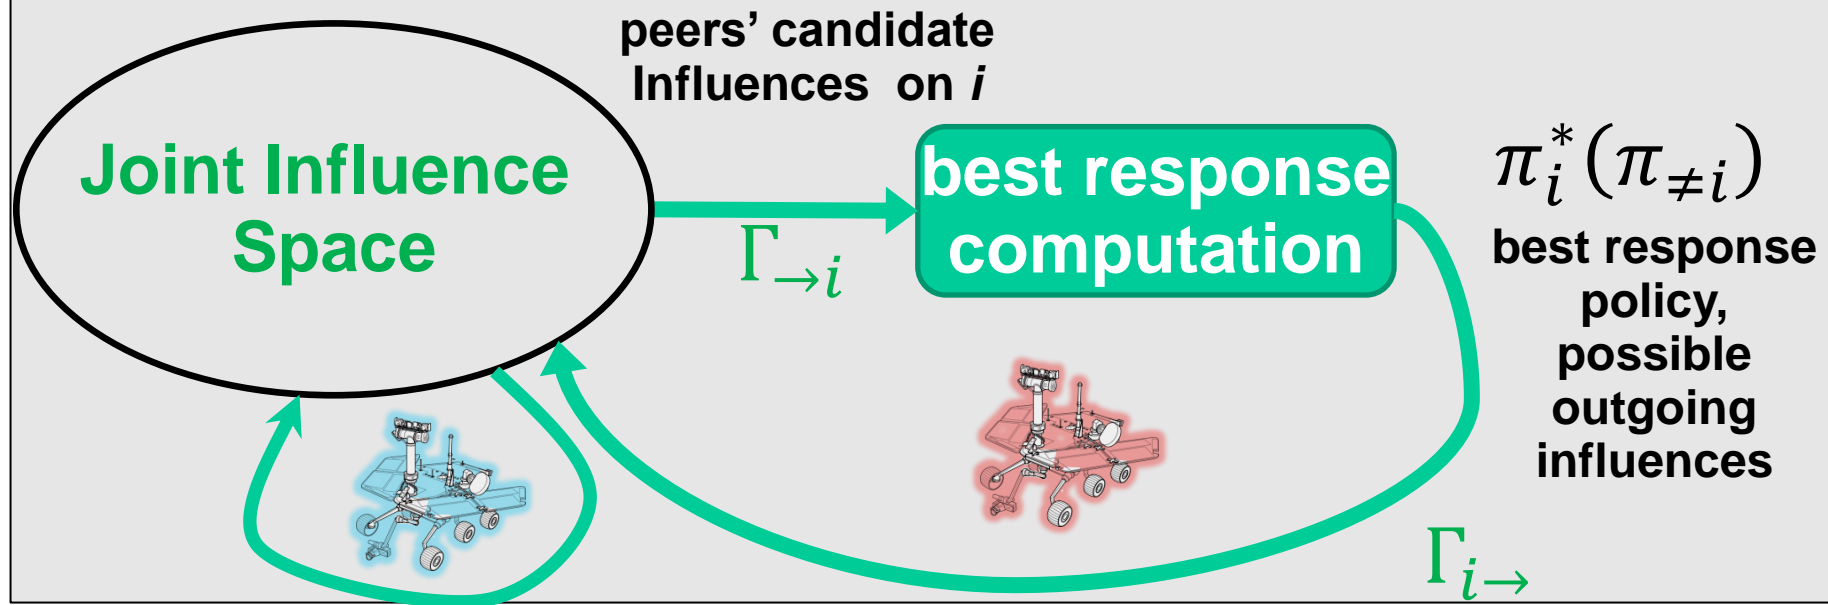 peers’ candidate
Influences on i
Joint Influence
Space
Γ→i
best response
computation
π*i(π≠i)
best response
policy,
possible
outgoing
influences
Γi→